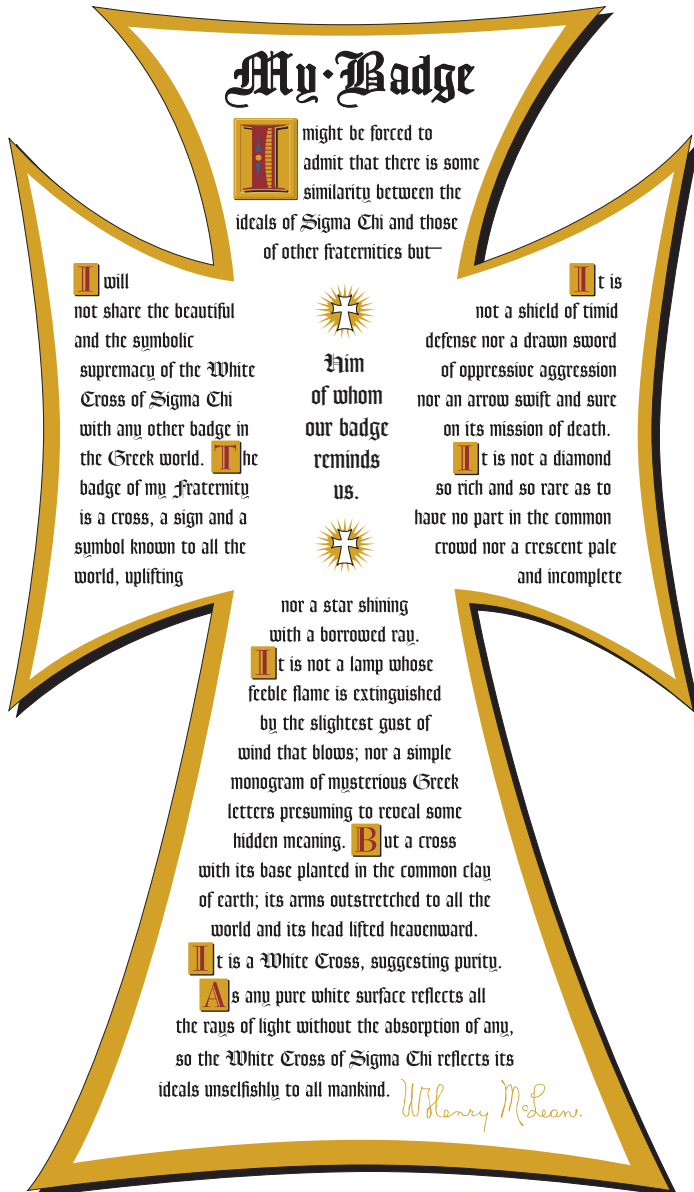 My·Badge
I might be forced to
admit that there is some
similarity between the
ideals of Sigma Chi and those
of other fraternities but—
I will
not share the beautiful
and the symbolic
supremacy of the White
Cross of Sigma Chi
with any other badge in
the Greek world. The
badge of my Fraternity
is a cross, a sign and a
symbol known to all the
world, uplifting
Him
of whom
our badge
reminds
us.
It is
not a shield of timid
defense nor a drawn sword
of oppressive aggression
nor an arrow swift and sure
on its mission of death.
It is not a diamond
so rich and so rare as to
have no part in the common
crowd nor a crescent pale
and incomplete
nor a star shining
with a borrowed ray.
It is not a lamp whose
feeble flame is extinguished
by the slightest gust of
wind that blows; nor a simple
monogram of mysterious Greek
letters presuming to reveal some
hidden meaning. But a cross
with its base planted in the common clay
of earth; its arms outstretched to all the
world and its head lifted heavenward.
It is a White Cross, suggesting purity.
As any pure white surface reflects all
the rays of light without the absorption of any,
so the White Cross of Sigma Chi reflects its
ideals unselfishly to all mankind.
W Henry McLean.